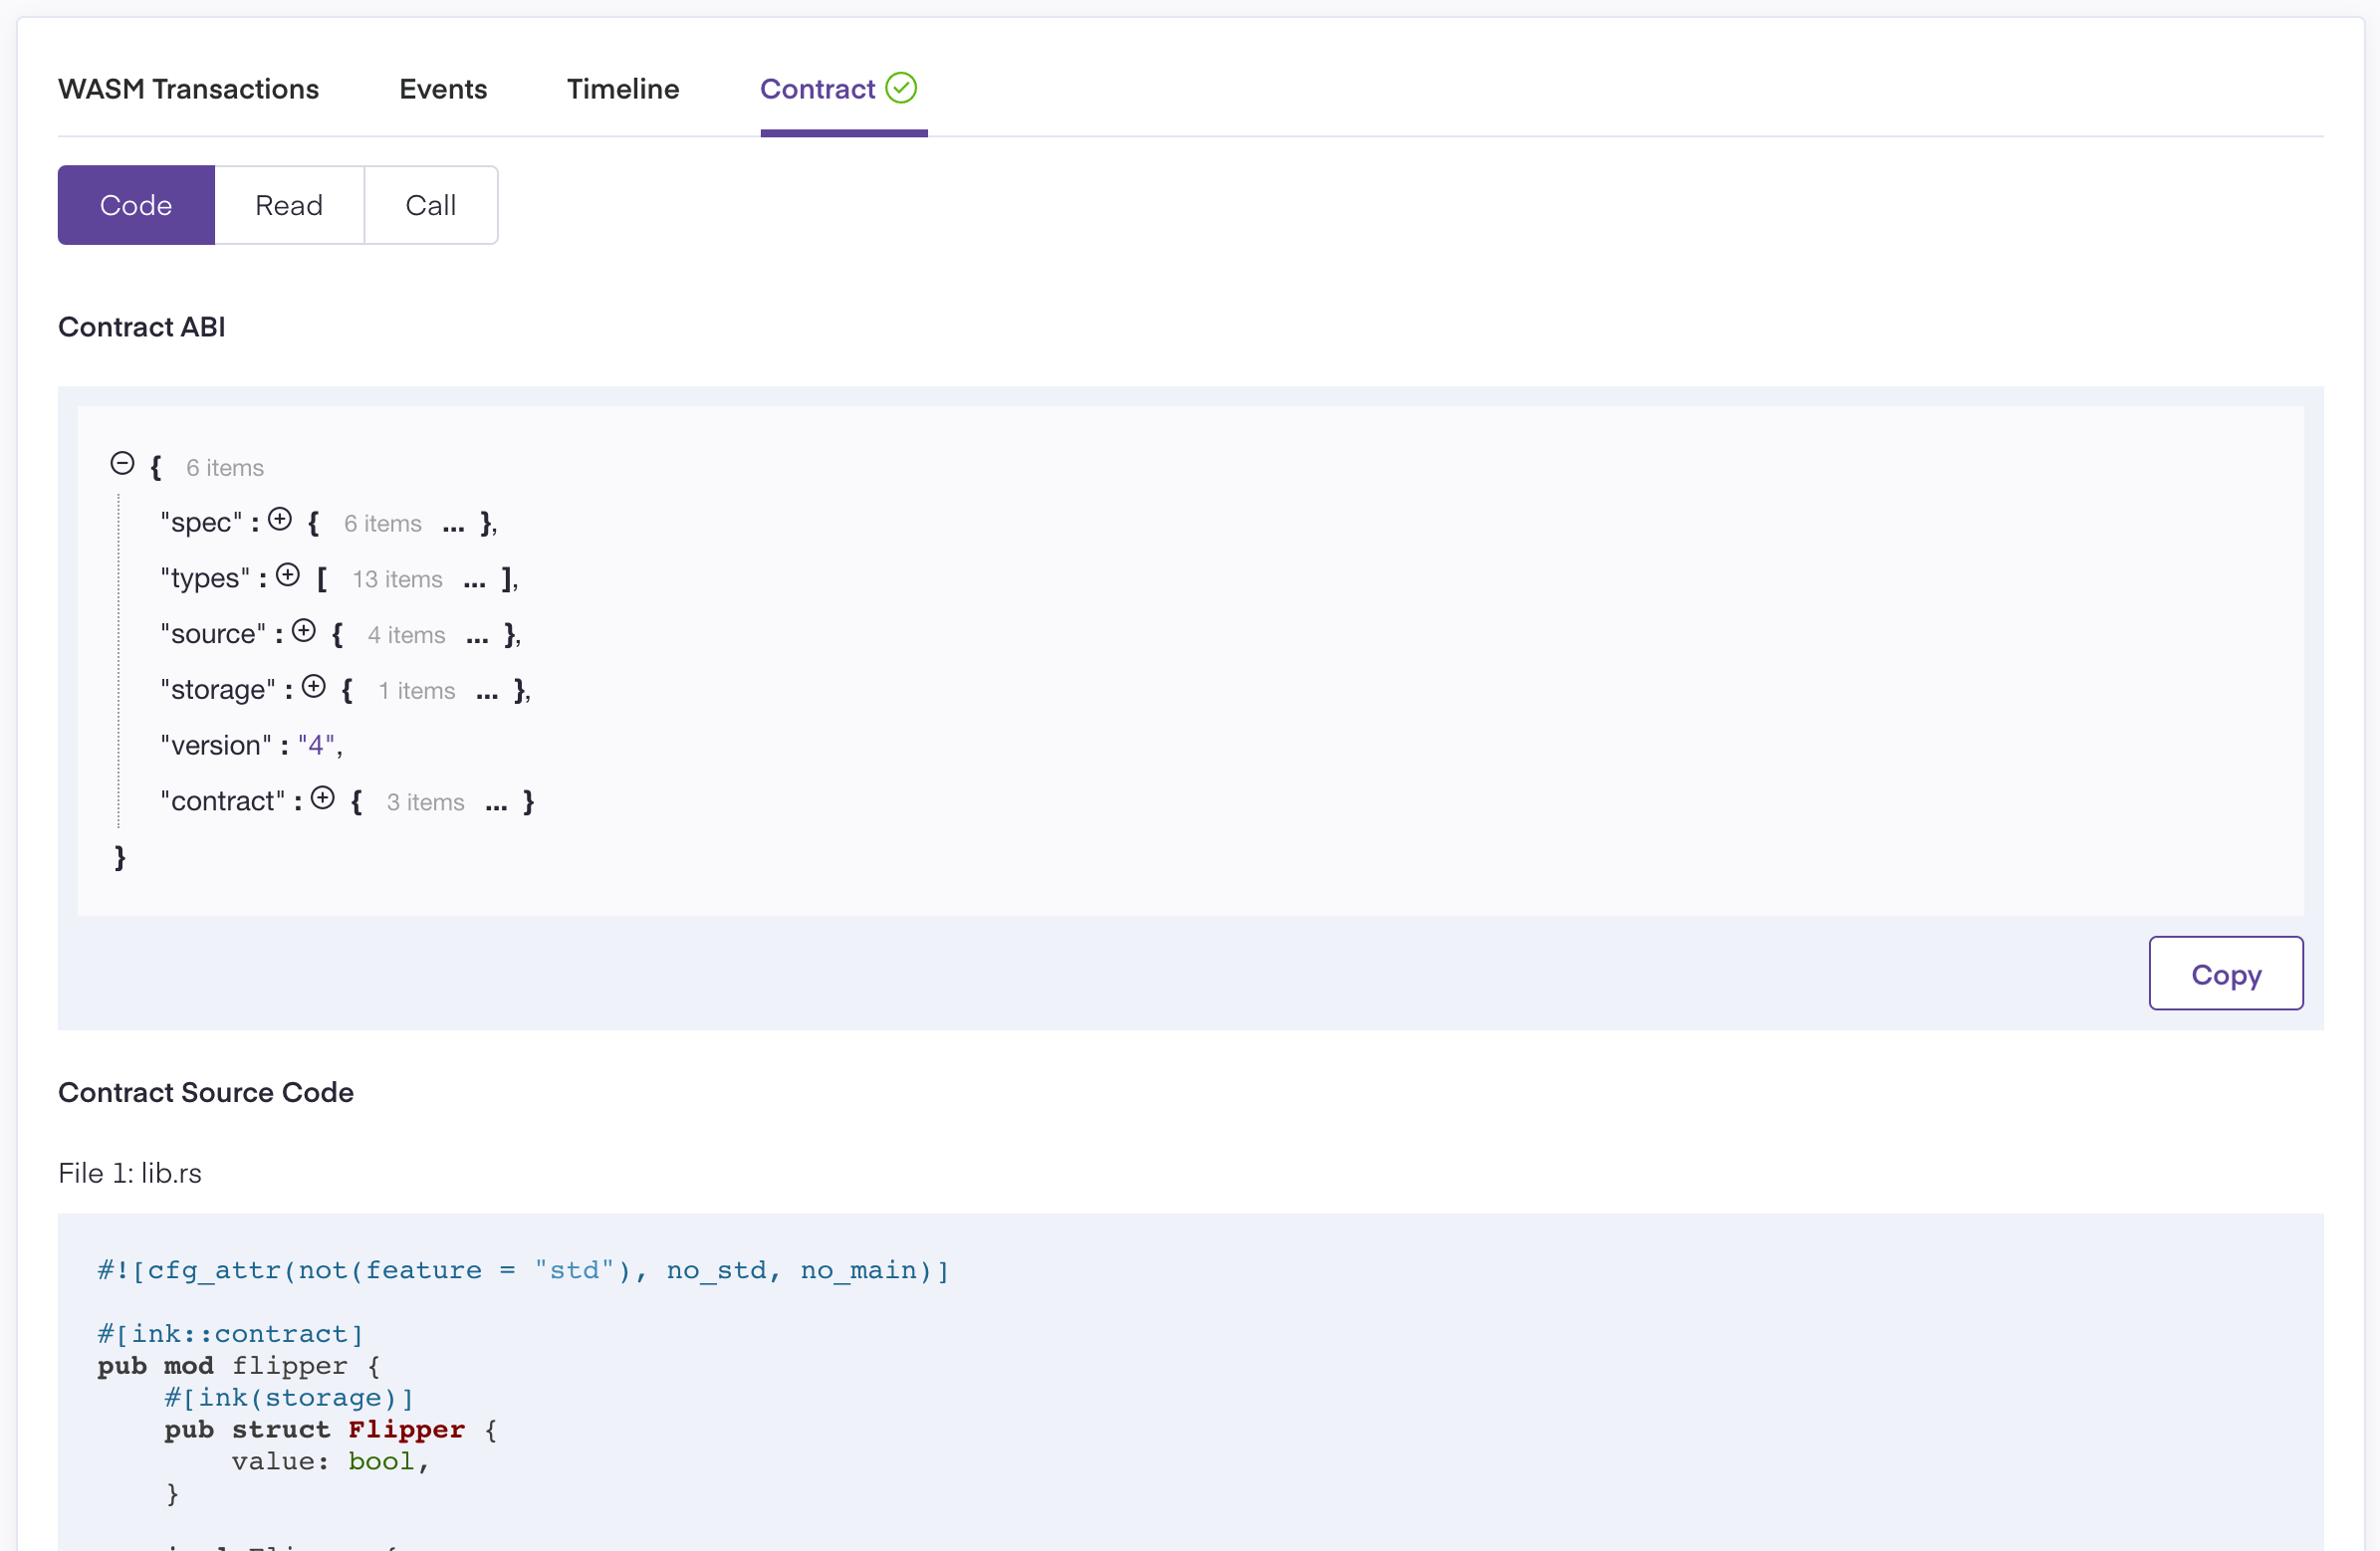 WASM Transactions Events Timeline Contract
Code Read Call
Contract ABI
{ 6 items
"spec" : { 6 items ... },
"types" : [ 13 items ... ],
"source" : { 4 items ... },
"storage" : { 1 items ... },
"version" : "4",
"contract" : { 3 items ... }
}
Copy
Contract Source Code
File 1: lib.rs
#![cfg_attr(not(feature = "std"), no_std, no_main)]
#[ink::contract]
pub mod flipper {
    #[ink(storage)]
    pub struct Flipper {
        value: bool,
    }